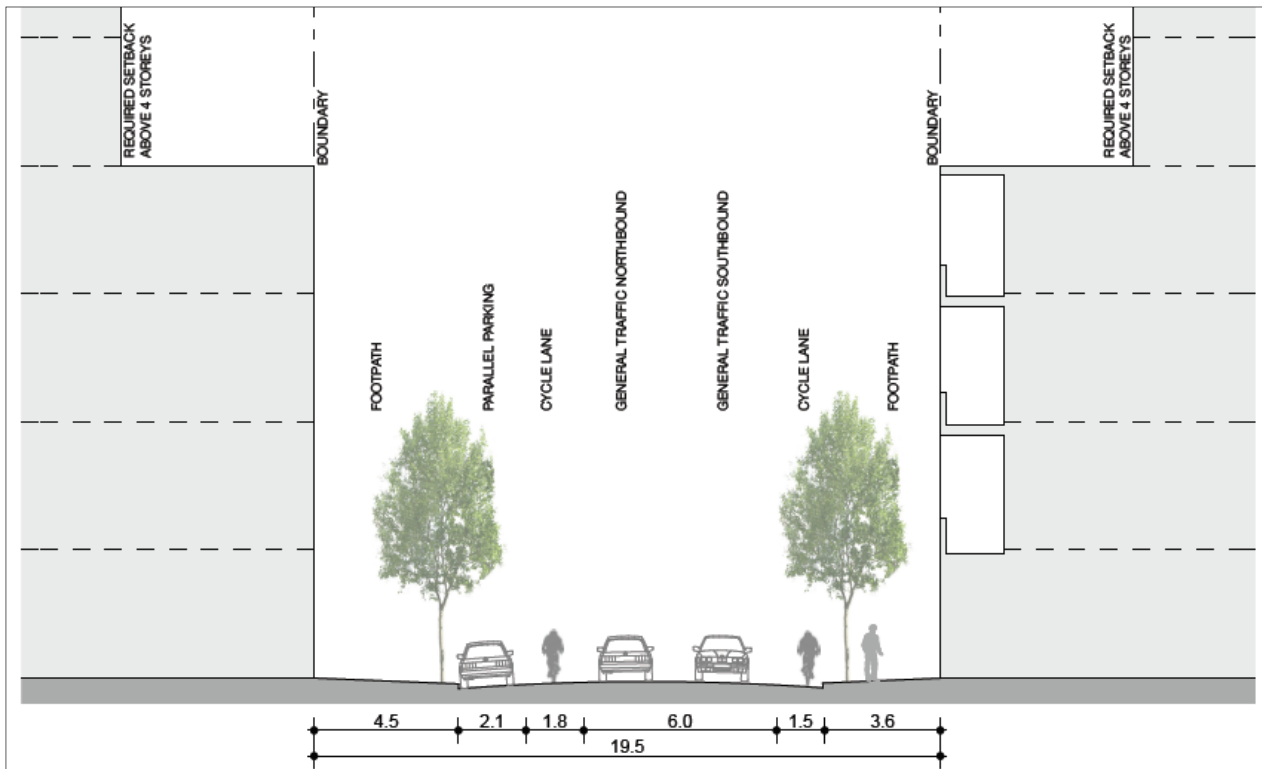 REQUIRED SETBACK
ABOVE 4 STOREYS
BOUNDARY
BOUNDARY
REQUIRED SETBACK
ABOVE 4 STOREYS
FOOTPATH
PARALLEL PARKING
CYCLE LANE
GENERAL TRAFFIC NORTHBOUND
GENERAL TRAFFIC SOUTHBOUND
CYCLE LANE
FOOTPATH
4.5
2.1
1.8
6.0
1.5
3.6
19.5